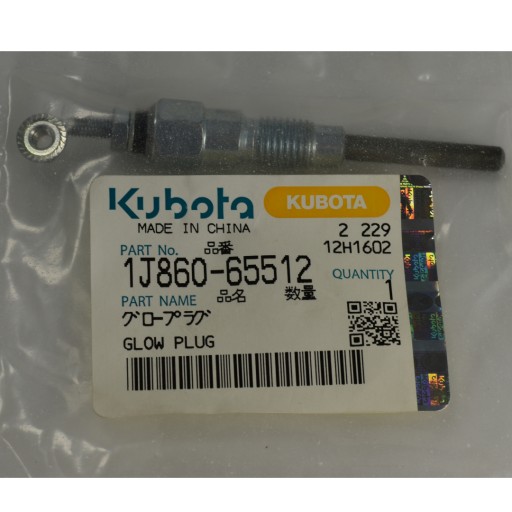 Kubota KUBOTA
MADE IN CHINA 2 229
PART No. 品番 12H1602
1J860-65512 QUANTITY
PART NAME 品名 数量 1
グロープラグ
GLOW PLUG